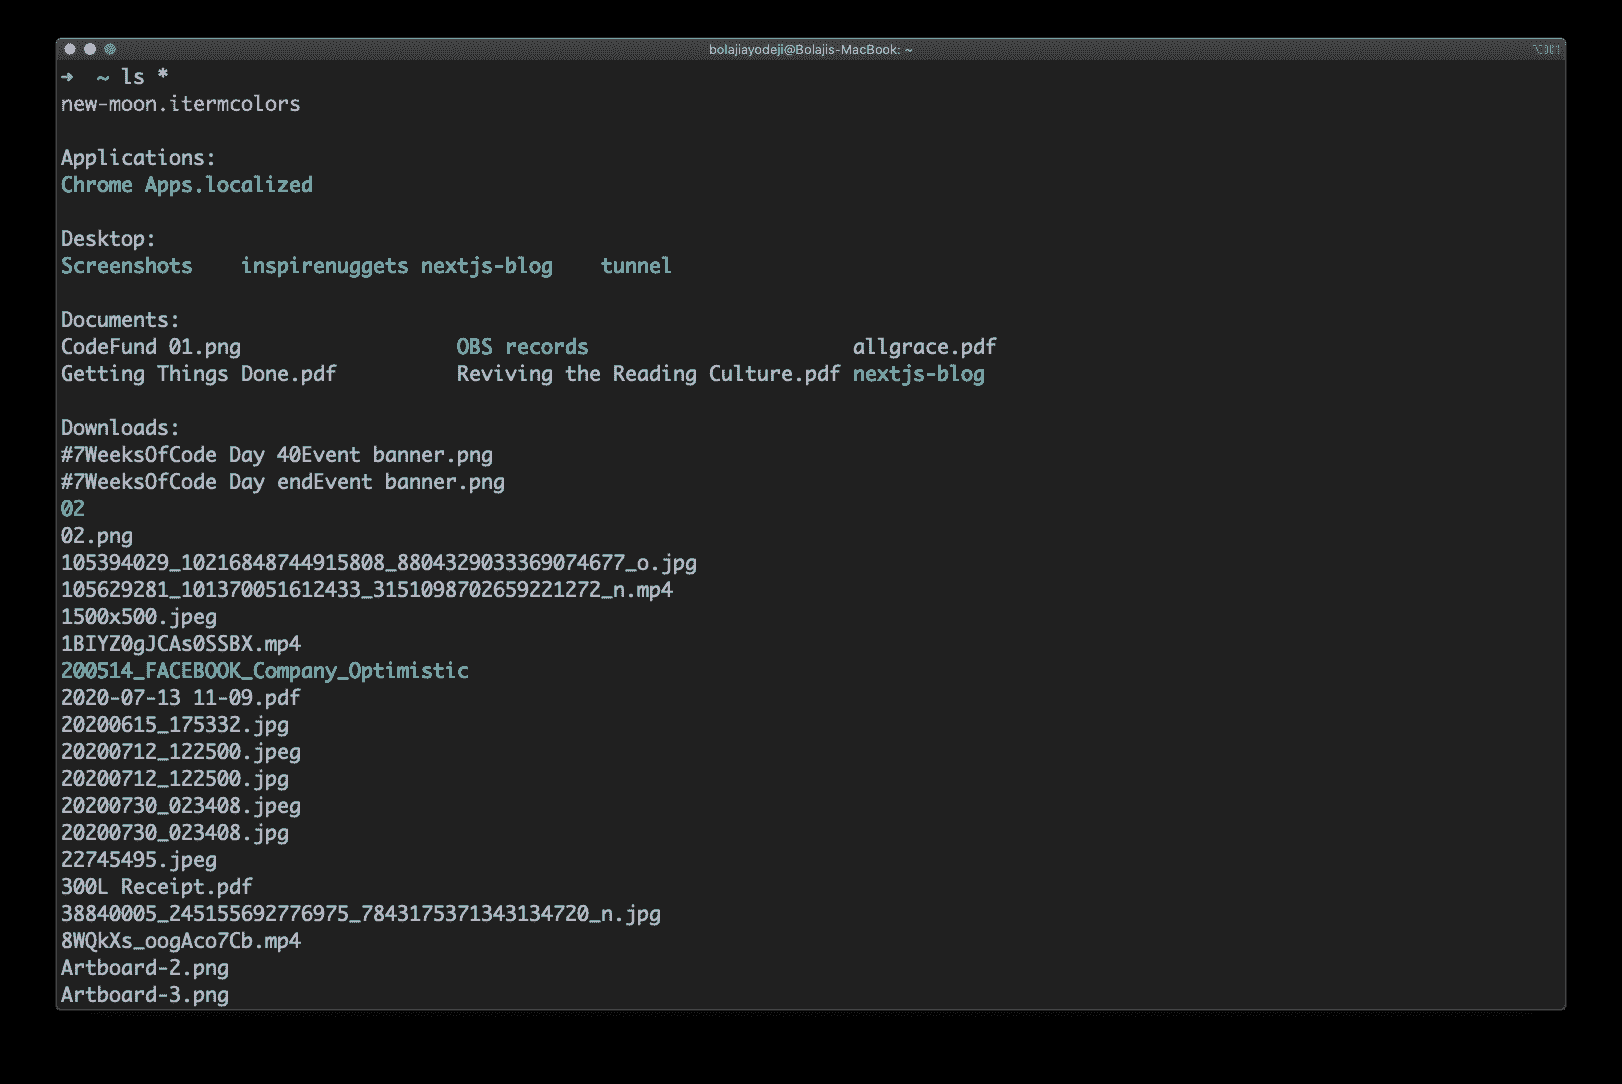 bolajiayodeji@Bolajis-MacBook: ~
➜ ~ ls *
new-moon.itermcolors
Applications:
Chrome Apps.localized
Desktop:
Screenshots inspirenuggets nextjs-blog tunnel
Documents:
CodeFund 01.png OBS records allgrace.pdf
Getting Things Done.pdf Reviving the Reading Culture.pdf nextjs-blog
Downloads:
#7WeeksOfCode Day 40Event banner.png
#7WeeksOfCode Day endEvent banner.png
02
02.png
105394029_10216848744915808_8804329033369074677_o.jpg
105629281_101370051612433_3151098702659221272_n.mp4
1500x500.jpeg
1BIYZ0gJCAs0SSBX.mp4
200514_FACEBOOK_Company_Optimistic
2020-07-13 11-09.pdf
20200615_175332.jpg
20200712_122500.jpeg
20200712_122500.jpg
20200730_023408.jpeg
20200730_023408.jpg
22745495.jpeg
300L Receipt.pdf
38840005_245155692776975_7843175371343134720_n.jpg
8WQkXs_oogAco7Cb.mp4
Artboard-2.png
Artboard-3.png